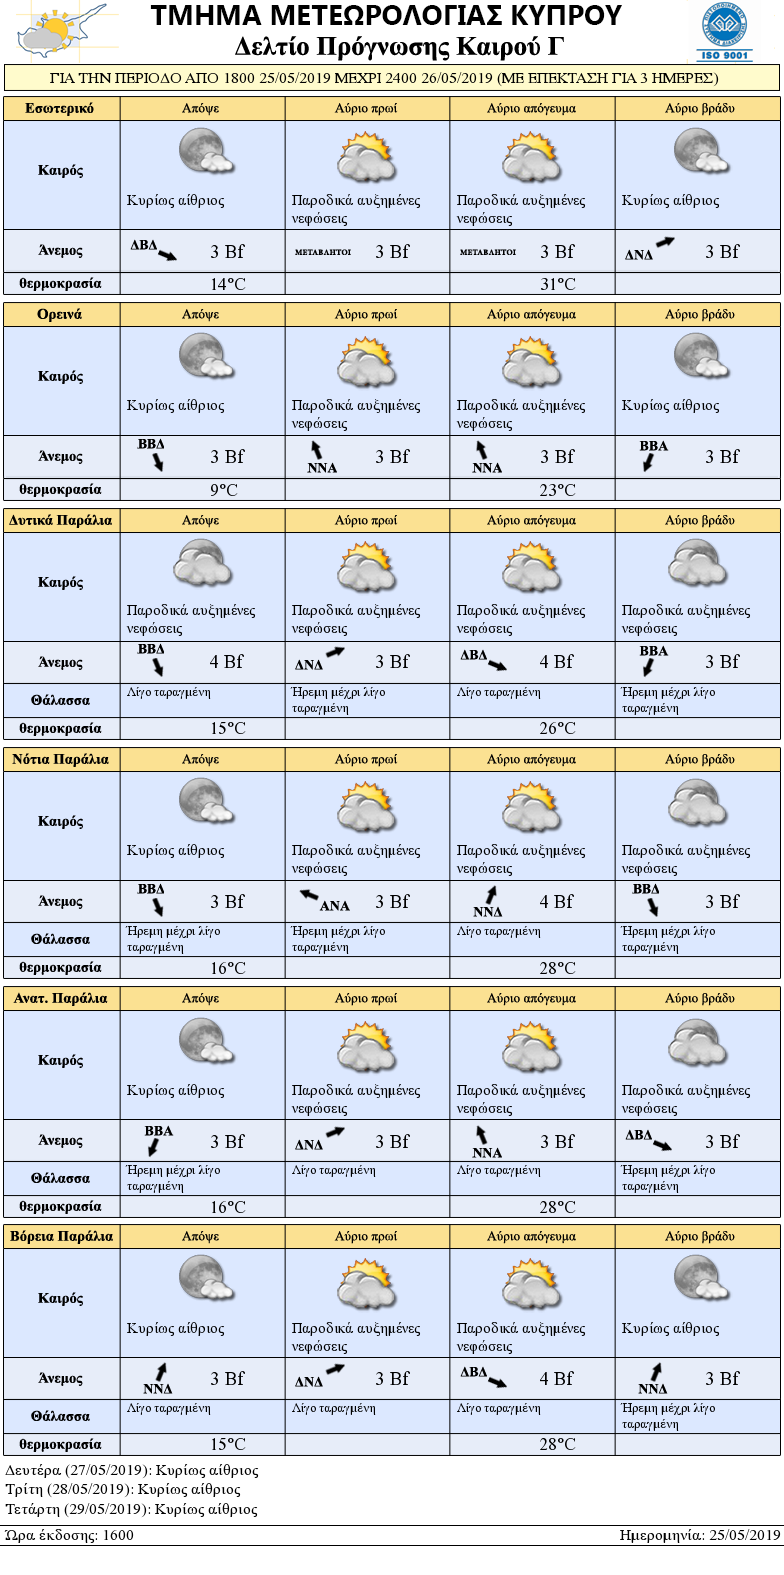 ΤΜΗΜΑ ΜΕΤΕΩΡΟΛΟΓΙΑΣ ΚΥΠΡΟΥ
Δελτίο Πρόγνωσης Καιρού Γ
ISO 9001
ΓΙΑ ΤΗΝ ΠΕΡΙΟΔΟ ΑΠΟ 1800 25/05/2019 ΜΕΧΡΙ 2400 26/05/2019 (ΜΕ ΕΠΕΚΤΑΣΗ ΓΙΑ 3 ΗΜΕΡΕΣ)
Εσωτερικό Απόψε Αύριο πρωί Αύριο απόγευμα Αύριο βράδυ
Καιρός
Κυρίως αίθριος Παροδικά αυξημένες Παροδικά αυξημένες Κυρίως αίθριος
νεφώσεις νεφώσεις
Άνεμος ΔΒΔ 3 Bf ΜΕΤΑΒΛΗΤΟΙ 3 Bf ΜΕΤΑΒΛΗΤΟΙ 3 Bf ΔΝΔ 3 Bf
θερμοκρασία 14°C 31°C
Ορεινά Απόψε Αύριο πρωί Αύριο απόγευμα Αύριο βράδυ
Καιρός
Κυρίως αίθριος Παροδικά αυξημένες Παροδικά αυξημένες Κυρίως αίθριος
νεφώσεις νεφώσεις
Άνεμος ΒΒΔ 3 Bf ΝΝΑ 3 Bf ΝΝΑ 3 Bf ΒΒΑ 3 Bf
θερμοκρασία 9°C 23°C
Δυτικά Παράλια Απόψε Αύριο πρωί Αύριο απόγευμα Αύριο βράδυ
Καιρός
Παροδικά αυξημένες Παροδικά αυξημένες Παροδικά αυξημένες Παροδικά αυξημένες
νεφώσεις νεφώσεις νεφώσεις νεφώσεις
Άνεμος ΒΒΔ 4 Bf ΔΝΔ 3 Bf ΔΒΔ 4 Bf ΒΒΑ 3 Bf
Θάλασσα Λίγο ταραγμένη Ήρεμη μέχρι λίγο Λίγο ταραγμένη Ήρεμη μέχρι λίγο
ταραγμένη ταραγμένη
θερμοκρασία 15°C 26°C
Νότια Παράλια Απόψε Αύριο πρωί Αύριο απόγευμα Αύριο βράδυ
Καιρός
Κυρίως αίθριος Παροδικά αυξημένες Παροδικά αυξημένες Παροδικά αυξημένες
νεφώσεις νεφώσεις νεφώσεις
Άνεμος ΒΒΔ 3 Bf ΑΝΑ 3 Bf ΝΝΔ 4 Bf ΒΒΔ 3 Bf
Θάλασσα Ήρεμη μέχρι λίγο Ήρεμη μέχρι λίγο Λίγο ταραγμένη Ήρεμη μέχρι λίγο
ταραγμένη ταραγμένη ταραγμένη
θερμοκρασία 16°C 28°C
Ανατ. Παράλια Απόψε Αύριο πρωί Αύριο απόγευμα Αύριο βράδυ
Καιρός
Κυρίως αίθριος Παροδικά αυξημένες Παροδικά αυξημένες Παροδικά αυξημένες
νεφώσεις νεφώσεις νεφώσεις
Άνεμος ΒΒΑ 3 Bf ΔΝΔ 3 Bf ΝΝΑ 3 Bf ΔΒΔ 3 Bf
Θάλασσα Ήρεμη μέχρι λίγο Λίγο ταραγμένη Λίγο ταραγμένη Ήρεμη μέχρι λίγο
ταραγμένη ταραγμένη
θερμοκρασία 16°C 28°C
Βόρεια Παράλια Απόψε Αύριο πρωί Αύριο απόγευμα Αύριο βράδυ
Καιρός
Κυρίως αίθριος Παροδικά αυξημένες Παροδικά αυξημένες Κυρίως αίθριος
νεφώσεις νεφώσεις
Άνεμος ΝΝΔ 3 Bf ΔΝΔ 3 Bf ΔΒΔ 4 Bf ΝΝΔ 3 Bf
Θάλασσα Λίγο ταραγμένη Λίγο ταραγμένη Λίγο ταραγμένη Ήρεμη μέχρι λίγο
ταραγμένη
θερμοκρασία 15°C 28°C
Δευτέρα (27/05/2019): Κυρίως αίθριος
Τρίτη (28/05/2019): Κυρίως αίθριος
Τετάρτη (29/05/2019): Κυρίως αίθριος
Ώρα έκδοσης: 1600 Ημερομηνία: 25/05/2019